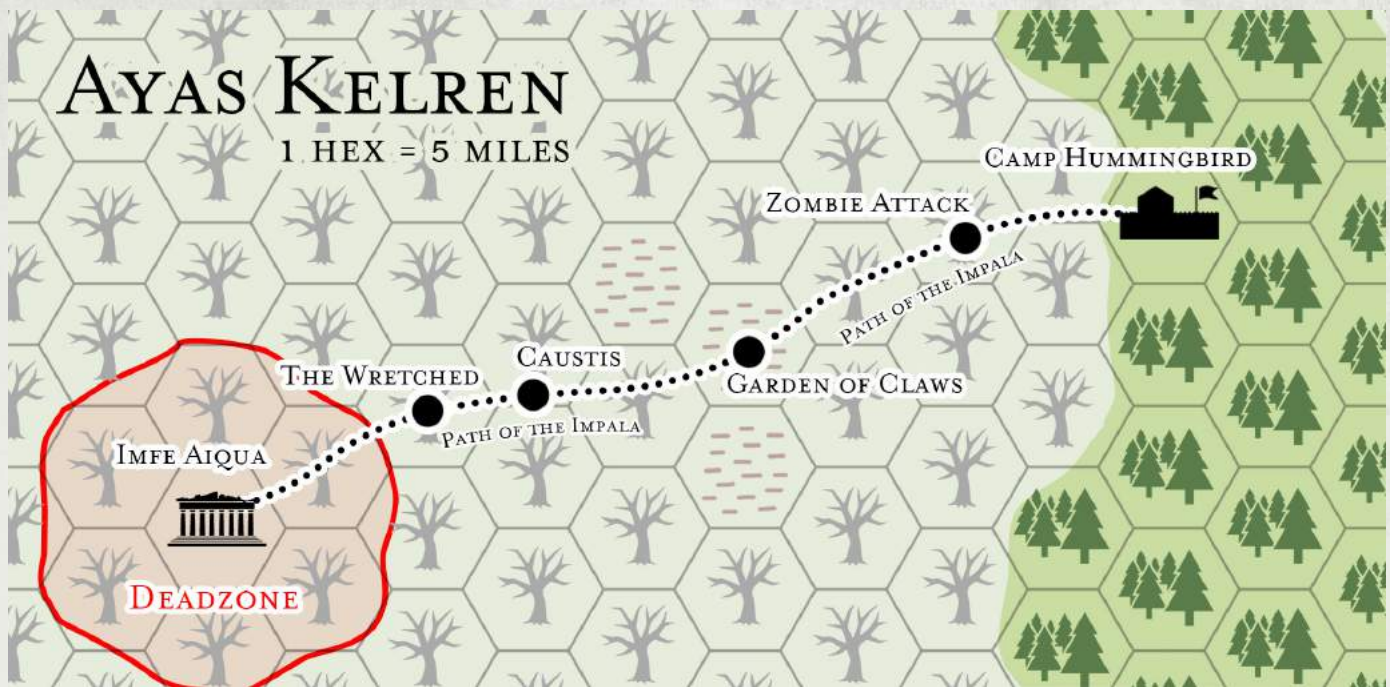 AYAS KELREN
1 HEX = 5 MILES
CAMP HUMMINGBIRD
ZOMBIE ATTACK
PATH OF THE IMPALA
GARDEN OF CLAWS
CAUSTIS
THE WRETCHED
PATH OF THE IMPALA
IMFE AIQUA
DEADZONE